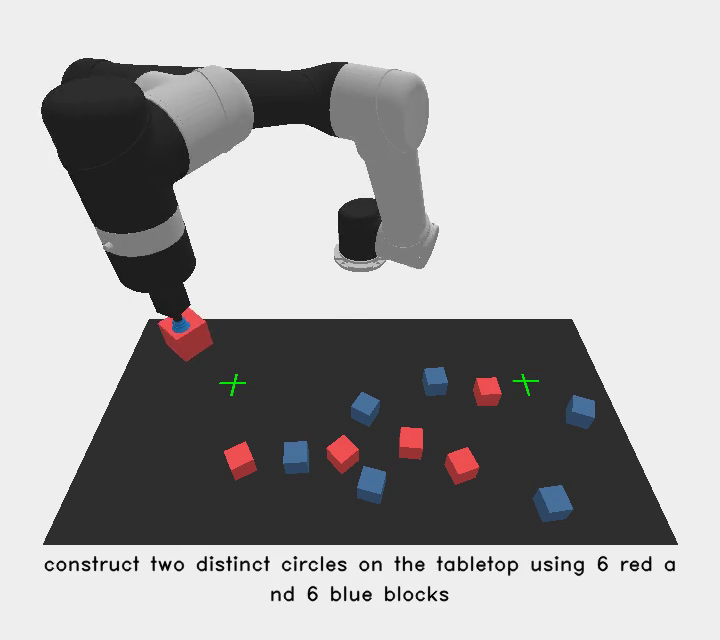 construct two distinct circles on the tabletop using 6 red a
nd 6 blue blocks